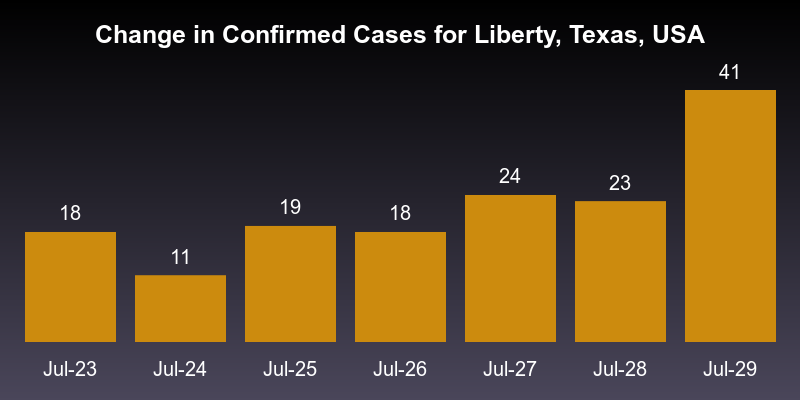 Change in Confirmed Cases for Liberty, Texas, USA
41
24
23
19
18
18
11
Jul-23
Jul-24
Jul-25
Jul-26
Jul-27
Jul-28
Jul-29